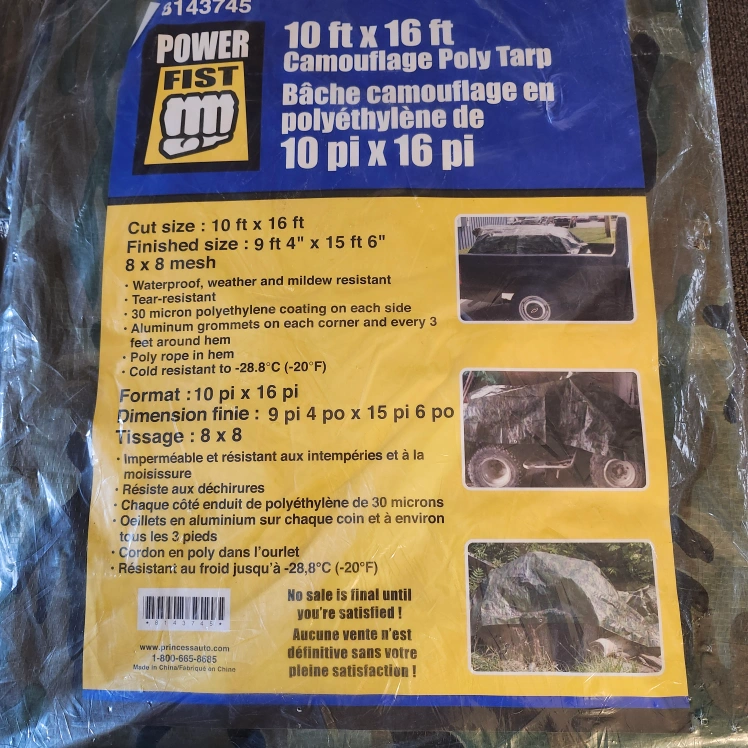 8143745
POWER
FIST
10 ft x 16 ft
Camouflage Poly Tarp
Bâche camouflage en
polyéthylène de
10 pi x 16 pi
Cut size : 10 ft x 16 ft
Finished size : 9 ft 4" x 15 ft 6"
8 x 8 mesh
· Waterproof, weather and mildew resistant
· Tear-resistant
· 30 micron polyethylene coating on each side
· Aluminum grommets on each corner and every 3
feet around hem
· Poly rope in hem
· Cold resistant to -28.8°C (-20°F)
Format : 10 pi x 16 pi
Dimension finie : 9 pi 4 po x 15 pi 6 po
Tissage : 8 x 8
· Imperméable et résistant aux intempéries et à la
moisissure
· Résiste aux déchirures
· Chaque côté enduit de polyéthylène de 30 microns
· Oeillets en aluminium sur chaque coin et à environ
tous les 3 pieds
· Cordon en poly dans l'ourlet
· Résistant au froid jusqu'à -28,8°C (-20°F)
*8143745*
www.princessauto.com
1-800-665-8685
Made in China/Fabriqué en Chine
No sale is final until
you're satisfied !
Aucune vente n'est
définitive sans votre
pleine satisfaction !